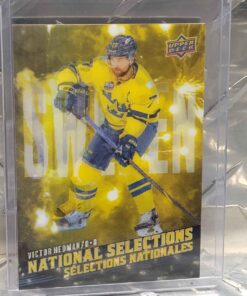 UPPER DECK
SWEDEN
VICTOR HEDMAN / D-D
NATIONAL SELECTIONS
SÉLECTIONS NATIONALES